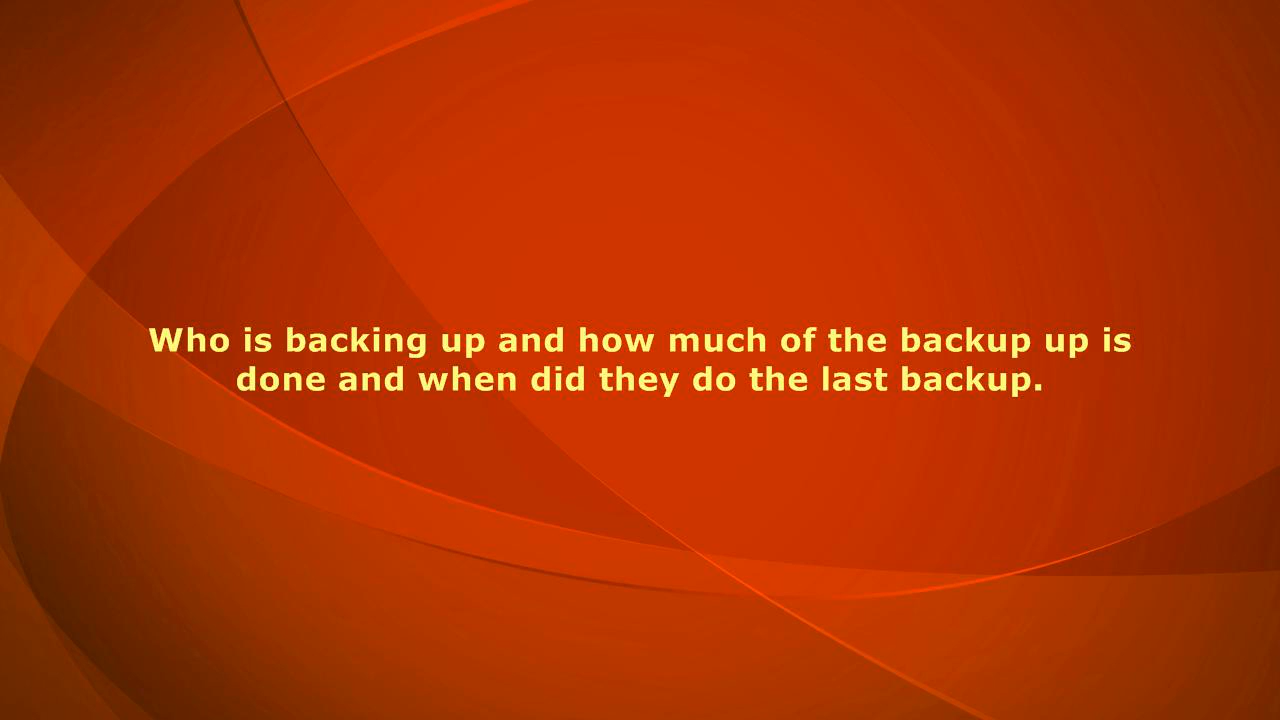 Who is backing up and how much of the backup up is
done and when did they do the last backup.